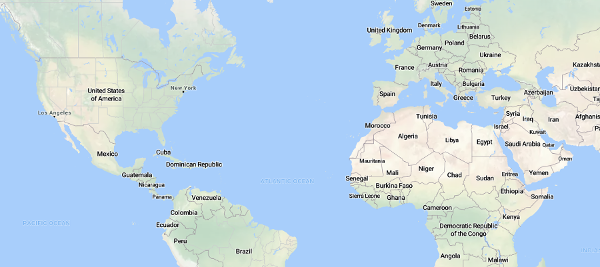 Sweden
Estonia
United Kingdom
Denmark
Lithuania
Belarus
Germany
Poland
Ukraine
France
Austria
Kazakhsta
Romania
United States
of America
New York
Italy
Bulgaria
Spain
Greece
Turkey
Azerbaijan
Uzbekista
Los Angeles
Tunisia
Syria
Morocco
Iraq
Iran
Afghanis
Israel
Algeria
Libya
Egypt
Kuwait
Pa
Mexico
Cuba
Saudi Arabia
Qatar
Dominican Republic
Mauritania
Oman
Guatemala
Mali
Niger
Chad
Sudan
Eritrea
Yemen
Nicaragua
ATLANTIC OCEAN
Senegal
Burkina Faso
Panama
Venezuela
Sierra Leone
Ghana
Ethiopia
Somalia
Colombia
Cameroon
Kenya
PACIFIC OCEAN
Ecuador
Democratic Republic
of the Congo
Peru
Brazil
Angola
Malawi